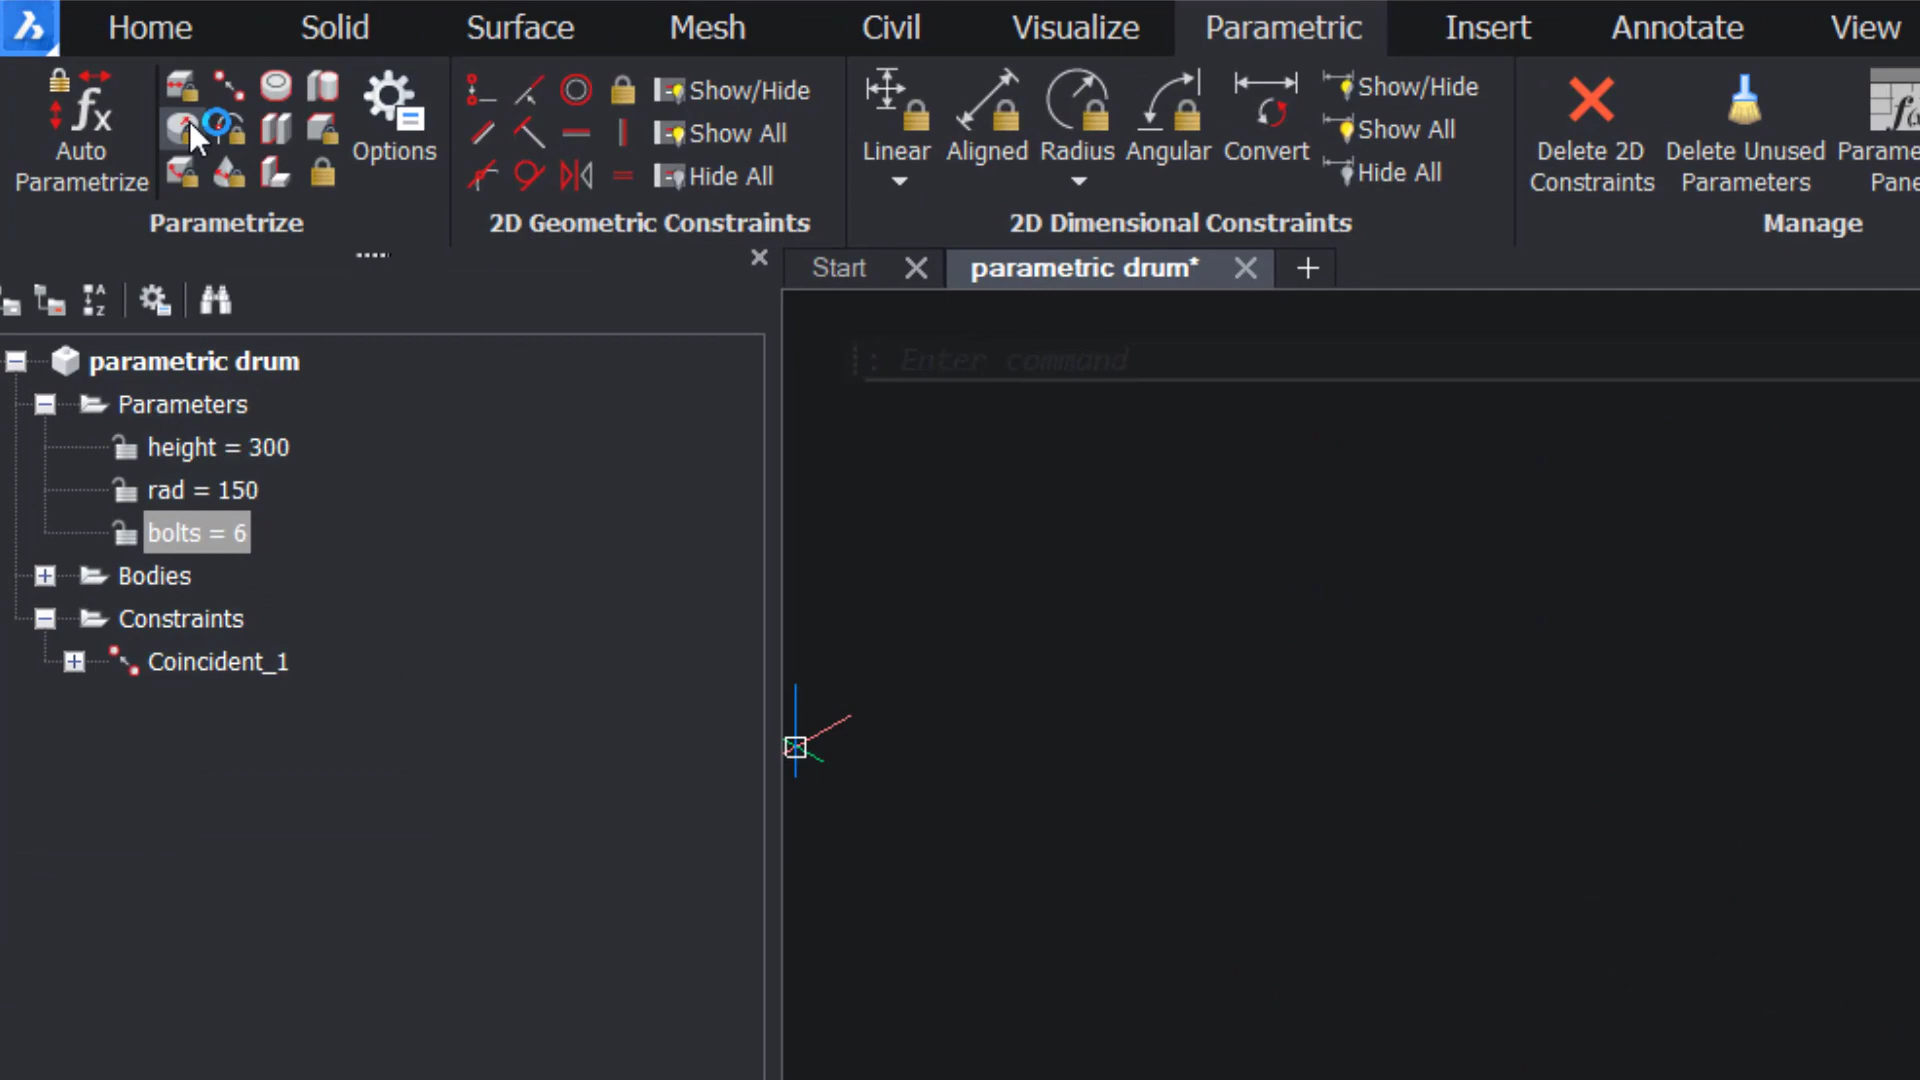 Home Solid Surface Mesh Civil Visualize Parametric Insert Annotate View
fx
Auto
Parametrize
Options
Parametrize
Show/Hide
Show All
Hide All
2D Geometric Constraints
Linear Aligned Radius Angular Convert
Show/Hide
Show All
Hide All
2D Dimensional Constraints
Delete 2D
Constraints
Delete Unused
Parameters
Parame
Pane
Manage
Start
parametric drum*
A
Z
: Enter command
parametric drum
Parameters
height = 300
rad = 150
bolts = 6
Bodies
Constraints
Coincident_1